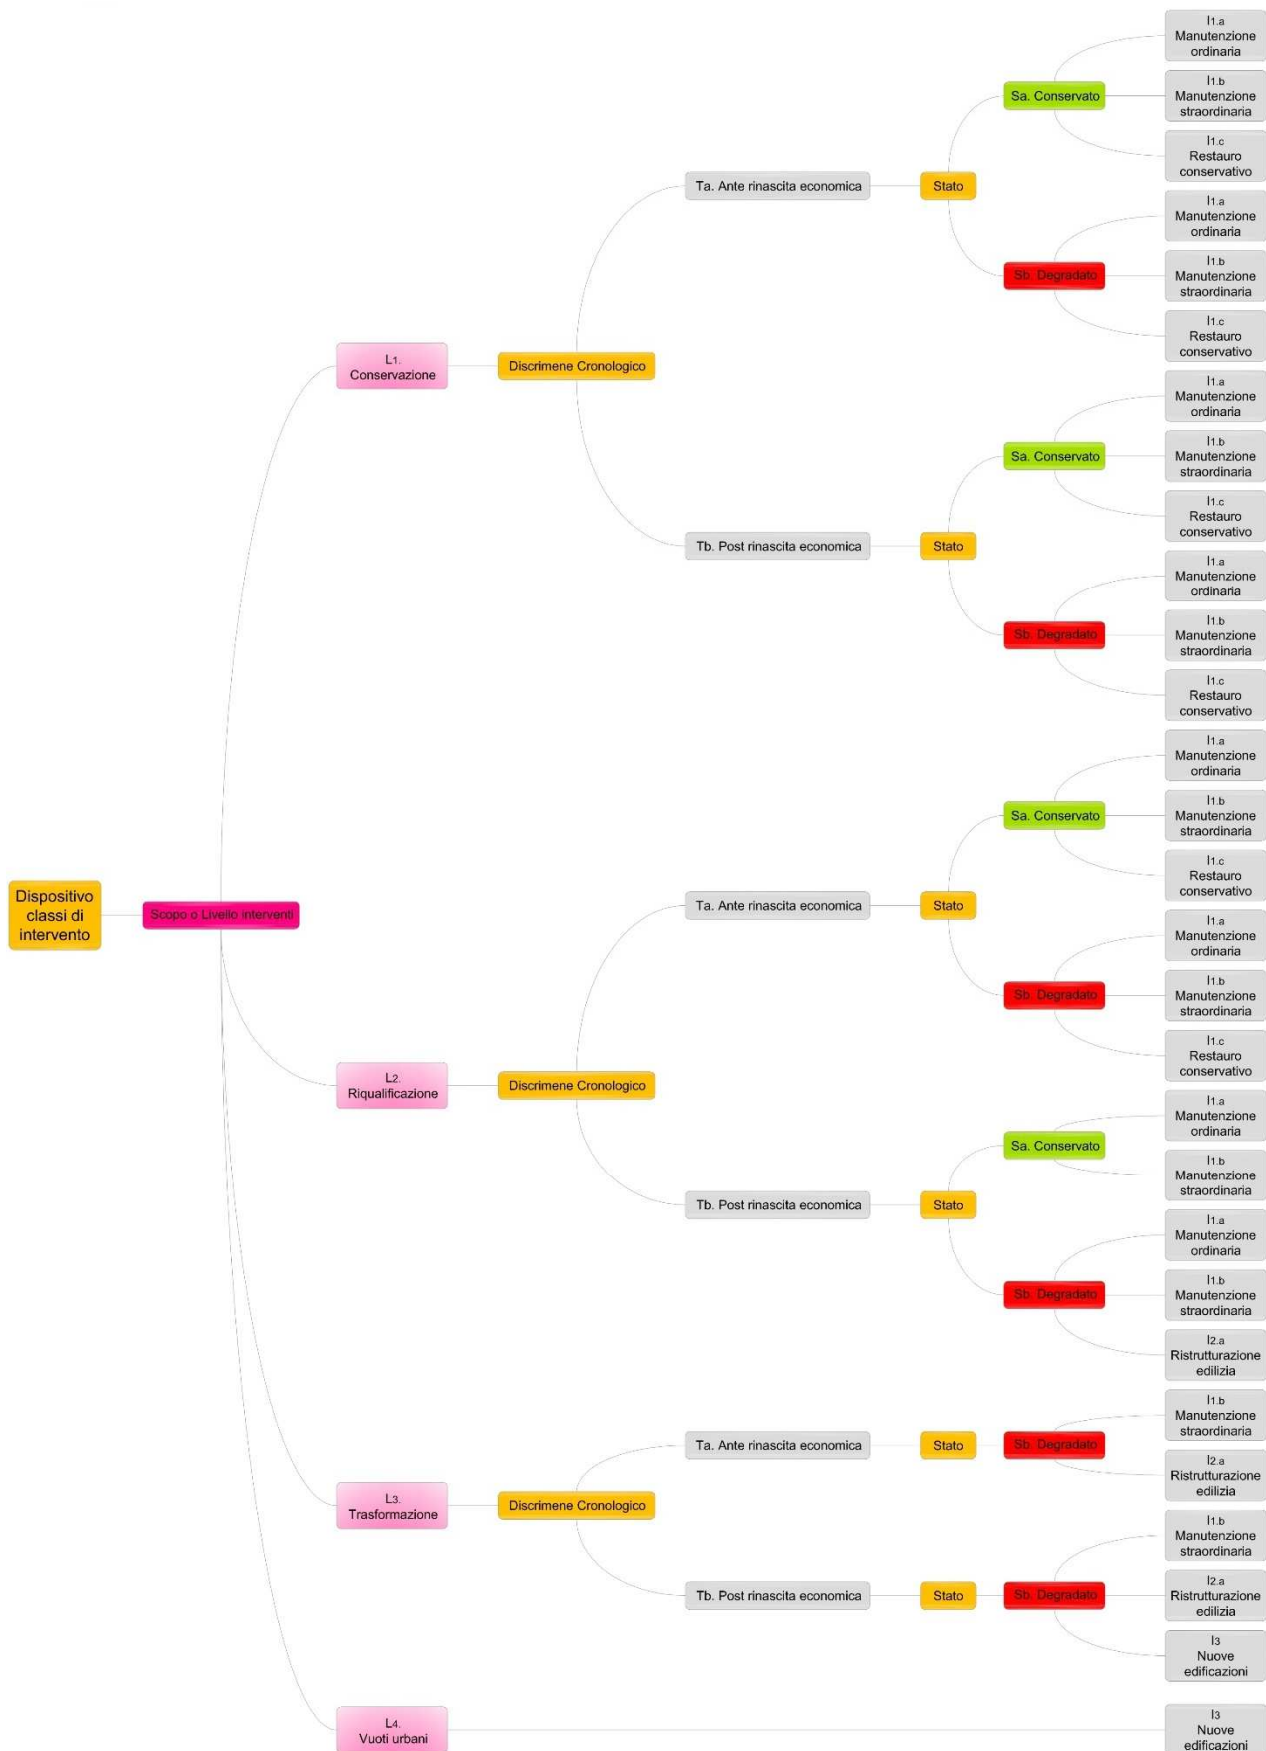 Dispositivo
classi di
intervento
Scopo o Livello interventi
L1.
Conservazione
Discrimene Cronologico
Ta. Ante rinascita economica
Stato
Sa. Conservato
I1.a
Manutenzione
ordinaria
I1.b
Manutenzione
straordinaria
I1.c
Restauro
conservativo
Sb. Degradato
I1.a
Manutenzione
ordinaria
I1.b
Manutenzione
straordinaria
I1.c
Restauro
conservativo
Tb. Post rinascita economica
Stato
Sa. Conservato
I1.a
Manutenzione
ordinaria
I1.b
Manutenzione
straordinaria
I1.c
Restauro
conservativo
Sb. Degradato
I1.a
Manutenzione
ordinaria
I1.b
Manutenzione
straordinaria
I1.c
Restauro
conservativo
L2.
Riqualificazione
Discrimene Cronologico
Ta. Ante rinascita economica
Stato
Sa. Conservato
I1.a
Manutenzione
ordinaria
I1.b
Manutenzione
straordinaria
I1.c
Restauro
conservativo
Sb. Degradato
I1.a
Manutenzione
ordinaria
I1.b
Manutenzione
straordinaria
I1.c
Restauro
conservativo
Tb. Post rinascita economica
Stato
Sa. Conservato
I1.a
Manutenzione
ordinaria
I1.b
Manutenzione
straordinaria
Sb. Degradato
I1.a
Manutenzione
ordinaria
I1.b
Manutenzione
straordinaria
I2.a
Ristrutturazione
edilizia
L3.
Trasformazione
Discrimene Cronologico
Ta. Ante rinascita economica
Stato
Sb. Degradato
I1.b
Manutenzione
straordinaria
I2.a
Ristrutturazione
edilizia
Tb. Post rinascita economica
Stato
Sb. Degradato
I1.b
Manutenzione
straordinaria
I2.a
Ristrutturazione
edilizia
I3
Nuove
edificazioni
L4.
Vuoti urbani
I3
Nuove
edificazioni